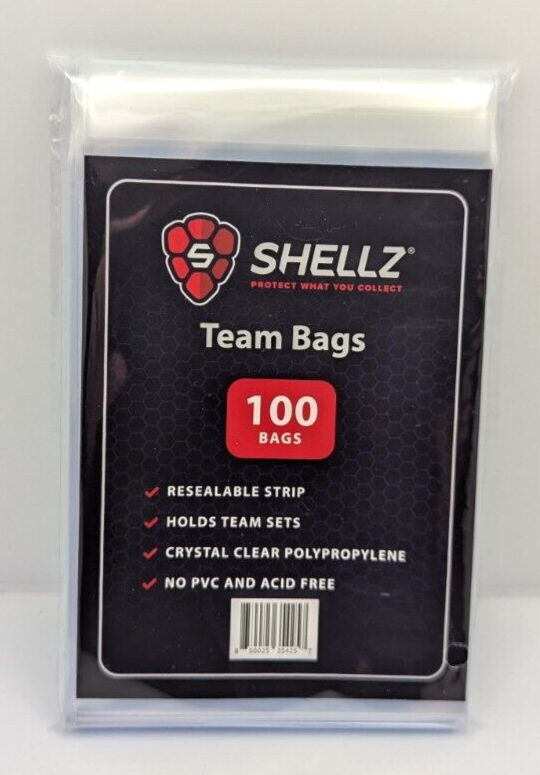 S
SHELLZ®
PROTECT WHAT YOU COLLECT
Team Bags
100
BAGS
RESEALABLE STRIP
HOLDS TEAM SETS
CRYSTAL CLEAR POLYPROPYLENE
NO PVC AND ACID FREE